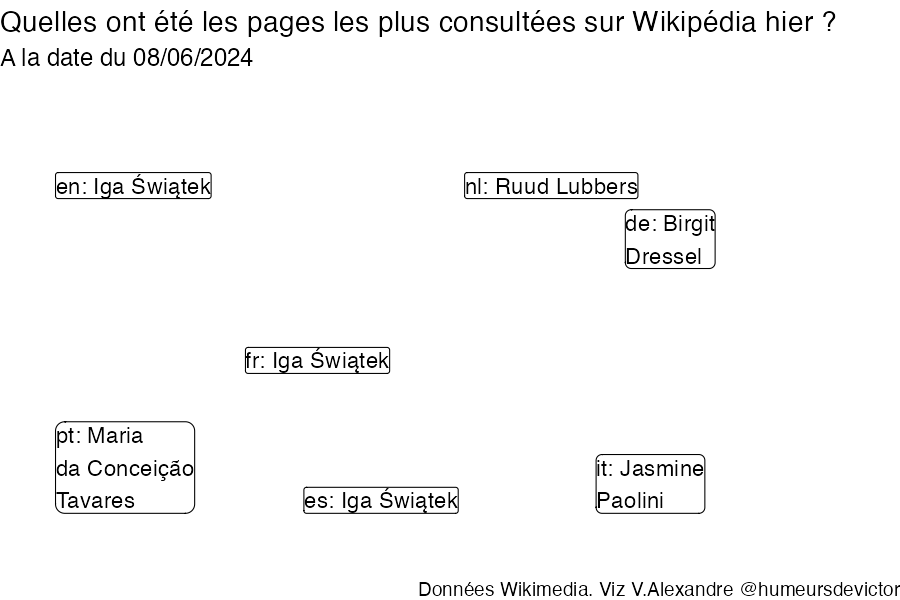 Quelles ont été les pages les plus consultées sur Wikipédia hier ?
A la date du 08/06/2024
en: Iga Świątek
nl: Ruud Lubbers
de: Birgit
Dressel
fr: Iga Świątek
pt: Maria
da Conceição
Tavares
it: Jasmine
Paolini
es: Iga Świątek
Données Wikimedia. Viz V.Alexandre @humeursdevictor